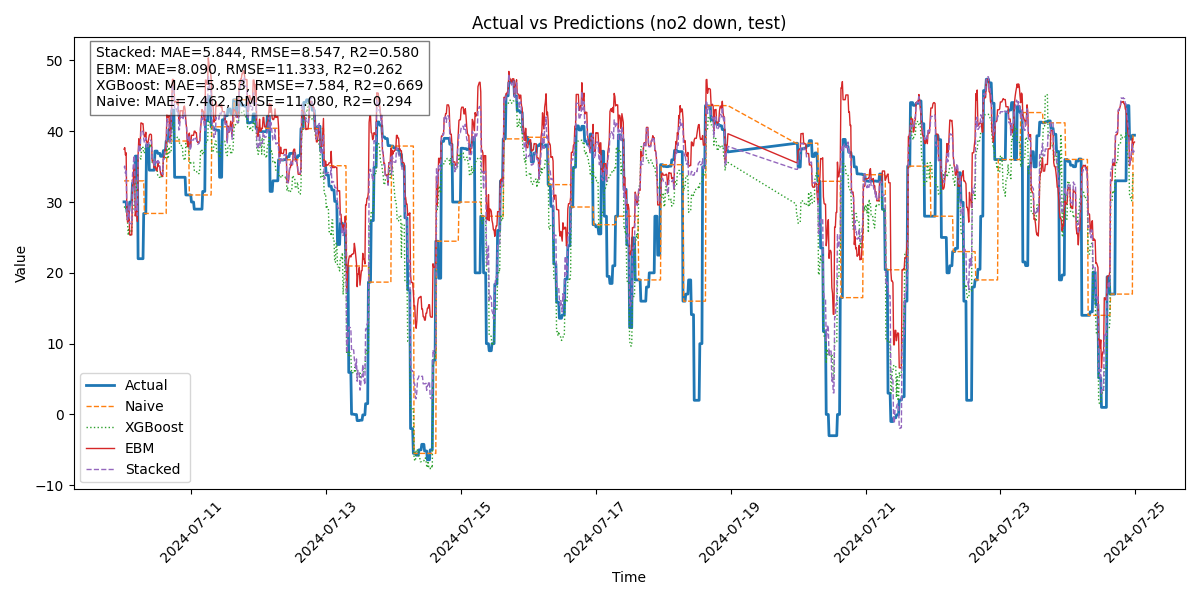 Actual vs Predictions (no2 down, test)
Stacked: MAE=5.844, RMSE=8.547, R2=0.580
EBM: MAE=8.090, RMSE=11.333, R2=0.262
XGBoost: MAE=5.853, RMSE=7.584, R2=0.669
Naive: MAE=7.462, RMSE=11.080, R2=0.294
50
40
30
20
10
0
−10
Value
Actual
Naive
XGBoost
EBM
Stacked
2024-07-11
2024-07-13
2024-07-15
2024-07-17
2024-07-19
2024-07-21
2024-07-23
2024-07-25
Time